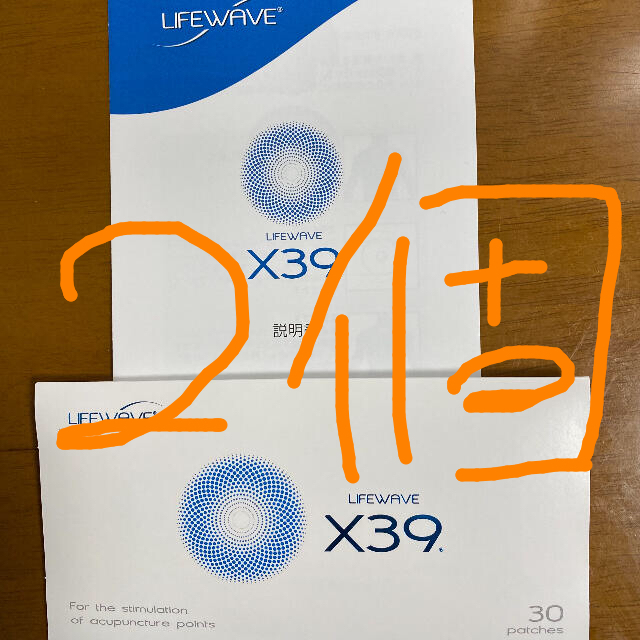 LIFEWAVE®
LIFEWAVE
X39
説明
2個
LIFEWAVE
LIFEWAVE
X39®
For the stimulation
of acupuncture points
30
patches